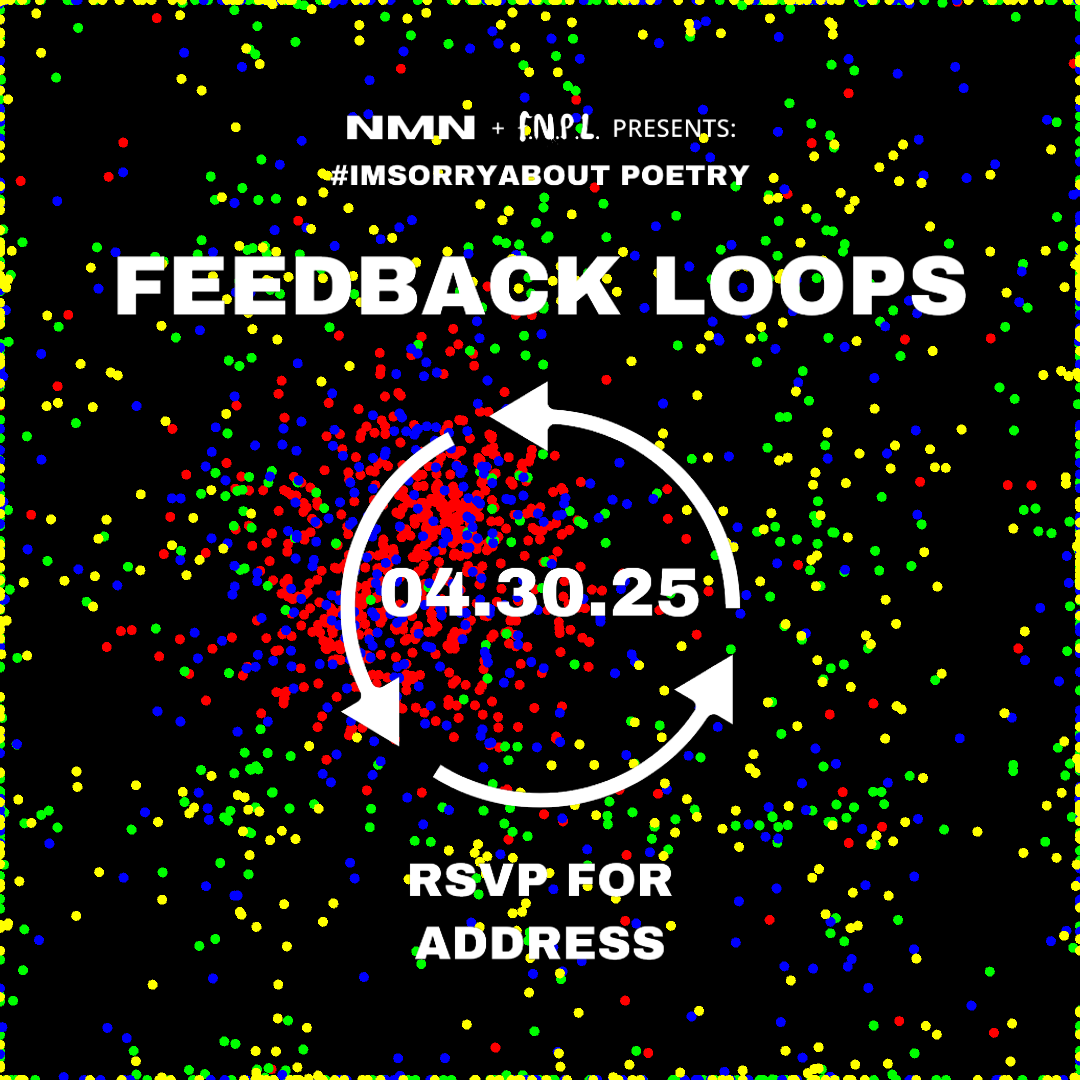 NMN + F.N.P.L. PRESENTS:
#IMSORRYABOUT POETRY
FEEDBACK LOOPS
04.30.25
RSVP FOR
ADDRESS